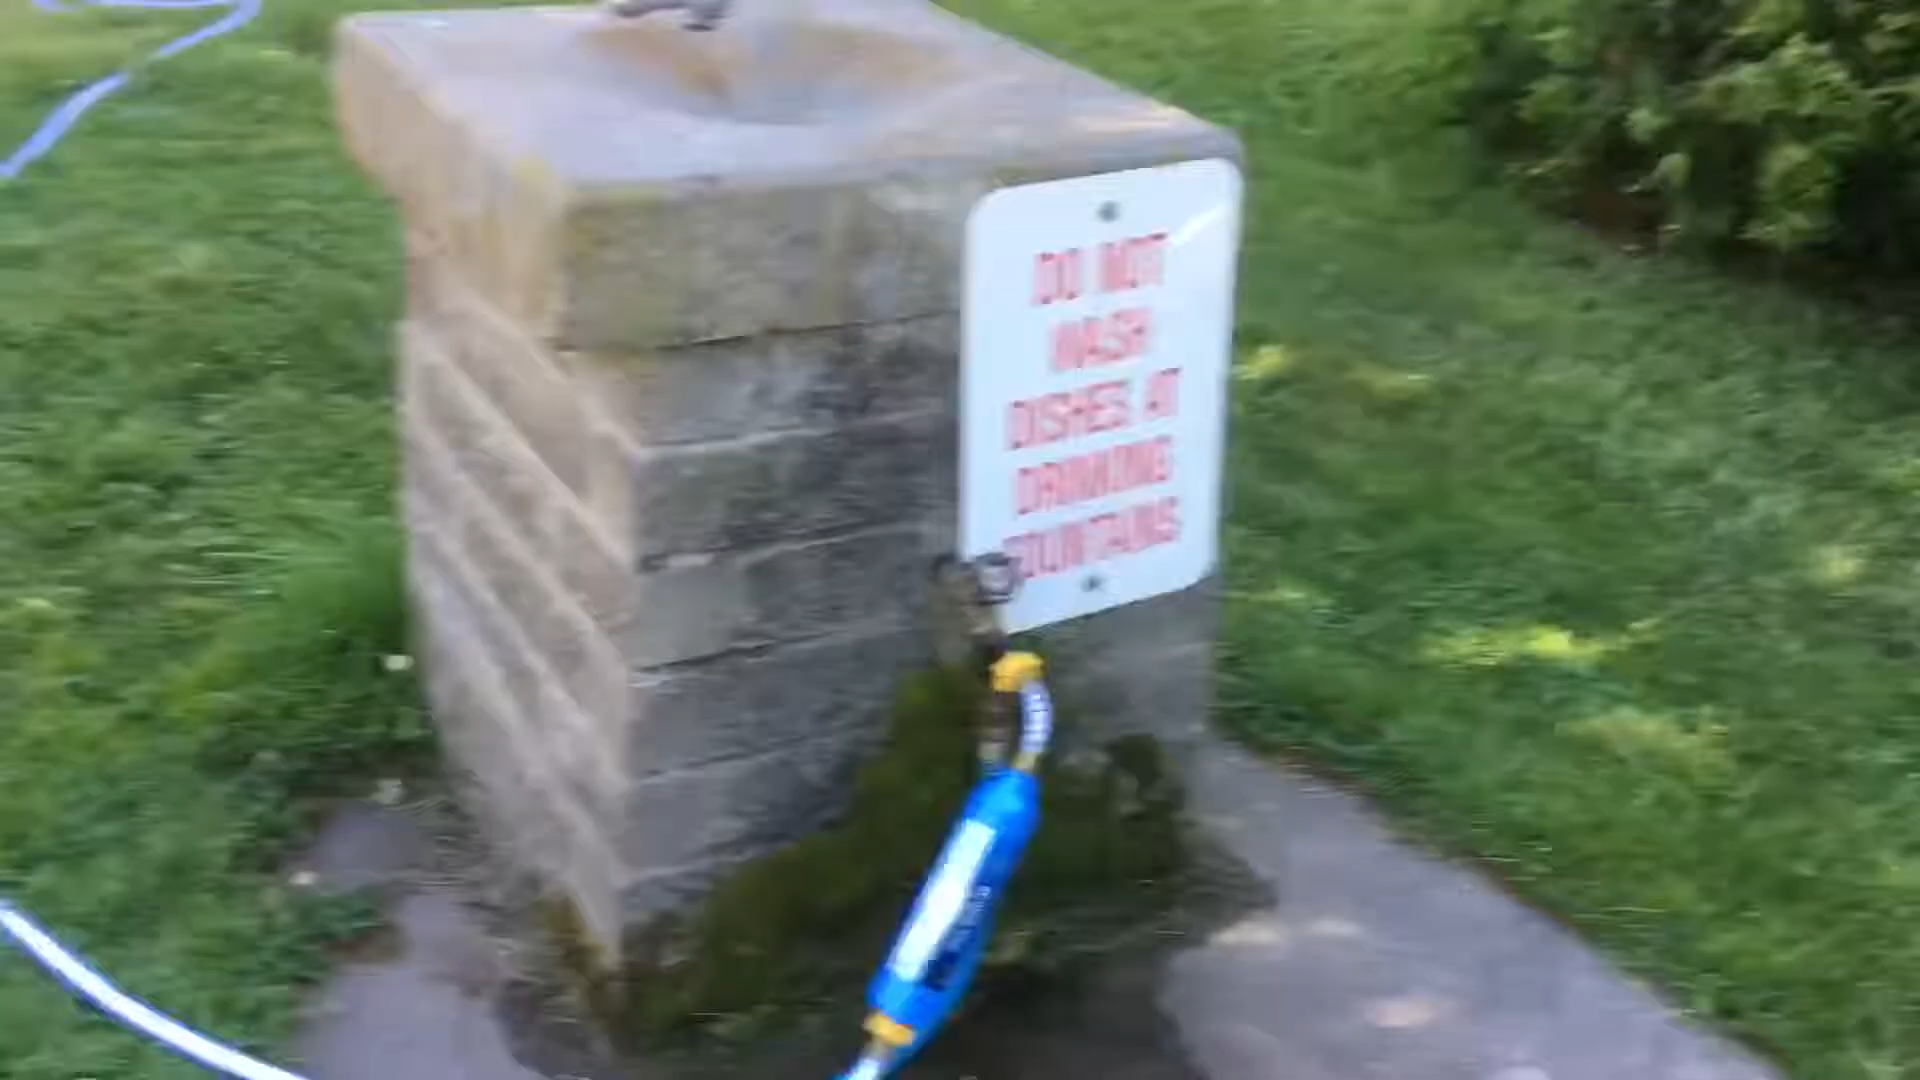 DO NOT
WASH
DISHES AT
DRINKING
FOUNTAINS